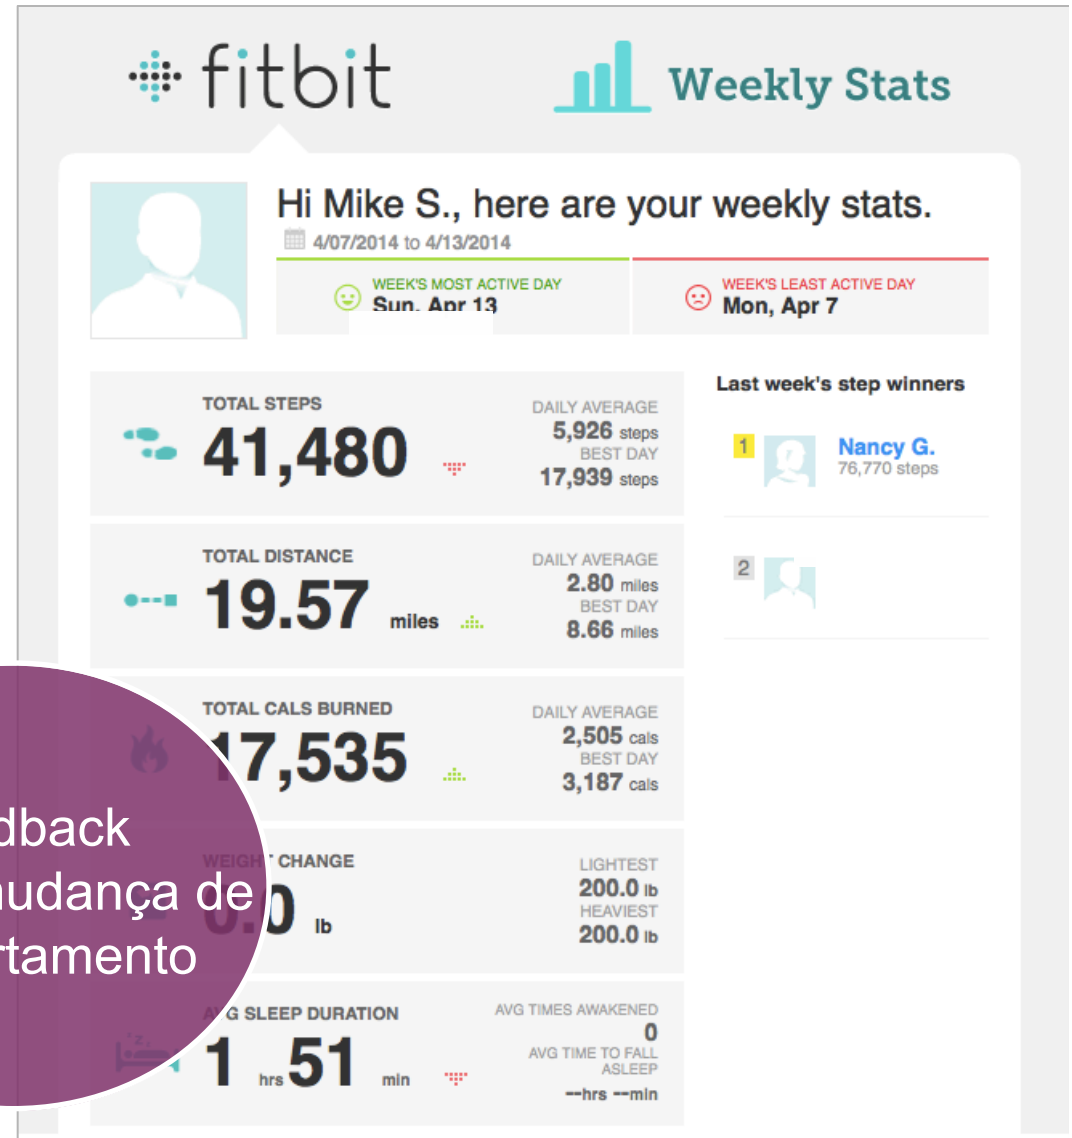 fitbit
Weekly Stats
Hi Mike S., here are your weekly stats.
4/07/2014 to 4/13/2014
WEEK'S MOST ACTIVE DAY
Sun, Apr 13
WEEK'S LEAST ACTIVE DAY
Mon, Apr 7
TOTAL STEPS
41,480
DAILY AVERAGE
5,926 steps
BEST DAY
17,939 steps
TOTAL DISTANCE
19.57 miles
DAILY AVERAGE
2.80 miles
BEST DAY
8.66 miles
TOTAL CALS BURNED
17,535
DAILY AVERAGE
2,505 cals
BEST DAY
3,187 cals
WEIGHT CHANGE
0.0 lb
LIGHTEST
200.0 lb
HEAVIEST
200.0 lb
AVG SLEEP DURATION
1 hrs 51 min
AVG TIMES AWAKENED
0
AVG TIME TO FALL
ASLEEP
--hrs --min
Last week's step winners
1
Nancy G.
76,770 steps
2
dback
udança de
rtamento